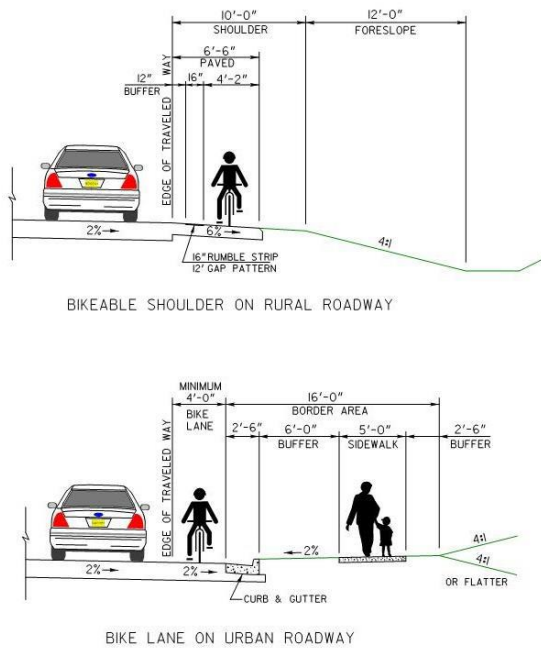 10'-0"
SHOULDER
12'-0"
FORESLOPE
6'-6"
PAVED
12"
BUFFER
16"
4'-2"
EDGE OF TRAVELED WAY
2%
6%
4:1
16" RUMBLE STRIP
12' GAP PATTERN
BIKEABLE SHOULDER ON RURAL ROADWAY
MINIMUM
4'-0"
BIKE
LANE
16'-0"
BORDER AREA
2'-6"
6'-0"
BUFFER
5'-0"
SIDEWALK
2'-6"
BUFFER
EDGE OF TRAVELED WAY
2%
2%
2%
4:1
4:1
OR FLATTER
CURB & GUTTER
BIKE LANE ON URBAN ROADWAY